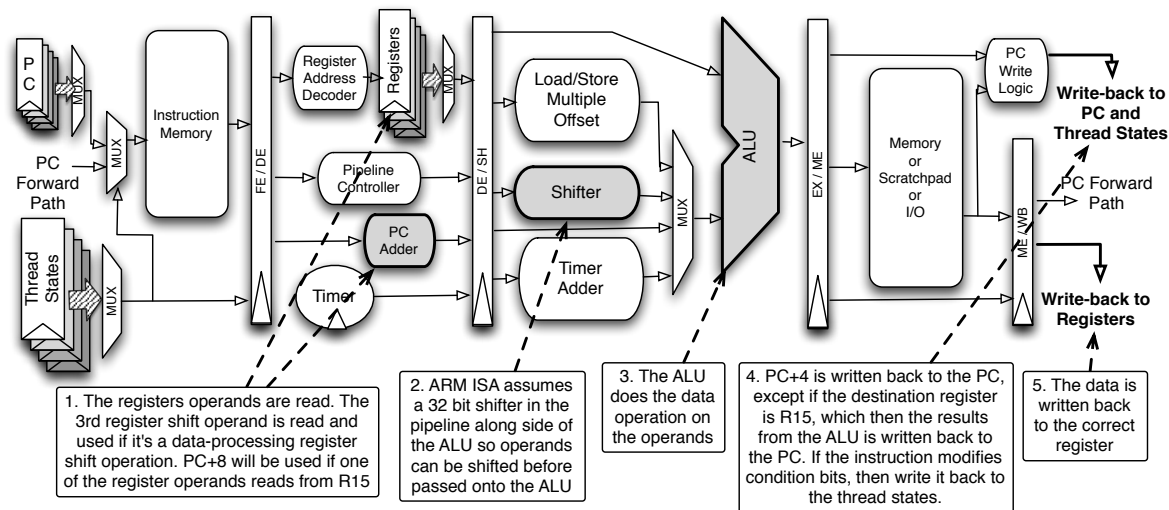 PC
MUX
PC
Forward
Path
MUX
Thread
States
MUX
Instruction
Memory
FE / DE
Register
Address
Decoder
Registers
MUX
Pipeline
Controller
PC
Adder
Timer
DE / SH
Load/Store
Multiple
Offset
Shifter
Timer
Adder
MUX
ALU
EX / ME
Memory
or
Scratchpad
or
I/O
PC
Write
Logic
ME / WB
Write-back to
PC and
Thread States
PC Forward
Path
Write-back to
Registers
1. The registers operands are read. The
3rd register shift operand is read and
used if it's a data-processing register
shift operation. PC+8 will be used if one
of the register operands reads from R15
2. ARM ISA assumes
a 32 bit shifter in the
pipeline along side of
the ALU so operands
can be shifted before
passed onto the ALU
3. The ALU
does the data
operation on
the operands
4. PC+4 is written back to the PC,
except if the destination register
is R15, which then the results
from the ALU is written back to
the PC. If the instruction modifies
condition bits, then write it back to
the thread states.
5. The data is
written back
to the correct
register